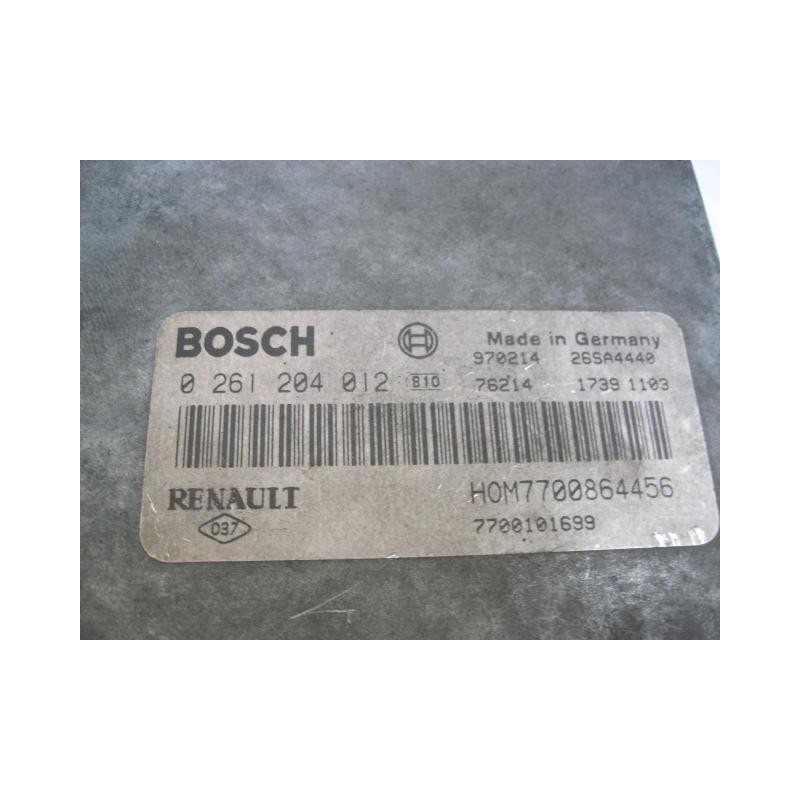 BOSCH
Made in Germany
970214 26SA4440
0 261 204 012 B10 76214 1739 1103
RENAULT
HOM7700864456
037
7700101699